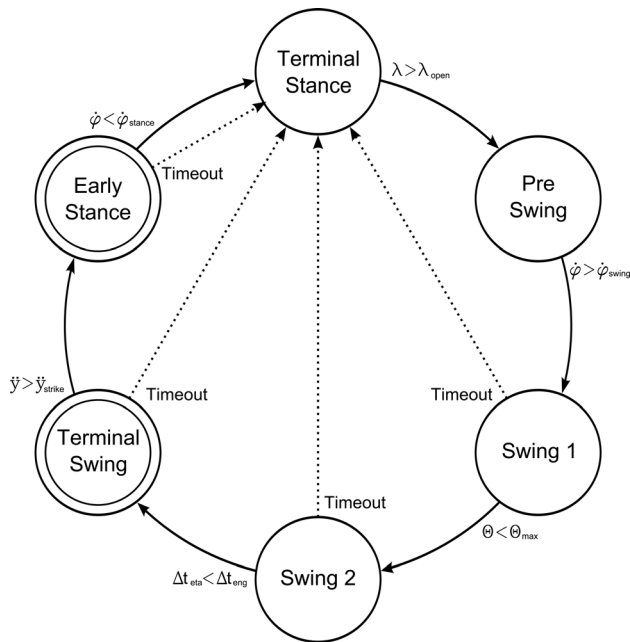 Terminal
Stance
λ>λopen
φ̇<φ̇stance
Timeout
Early
Stance
Pre
Swing
φ̇>φ̇swing
ÿ>ÿstrike
Timeout
Timeout
Terminal
Swing
Swing 1
Timeout
Θ<Θmax
Δteta<Δteng
Swing 2